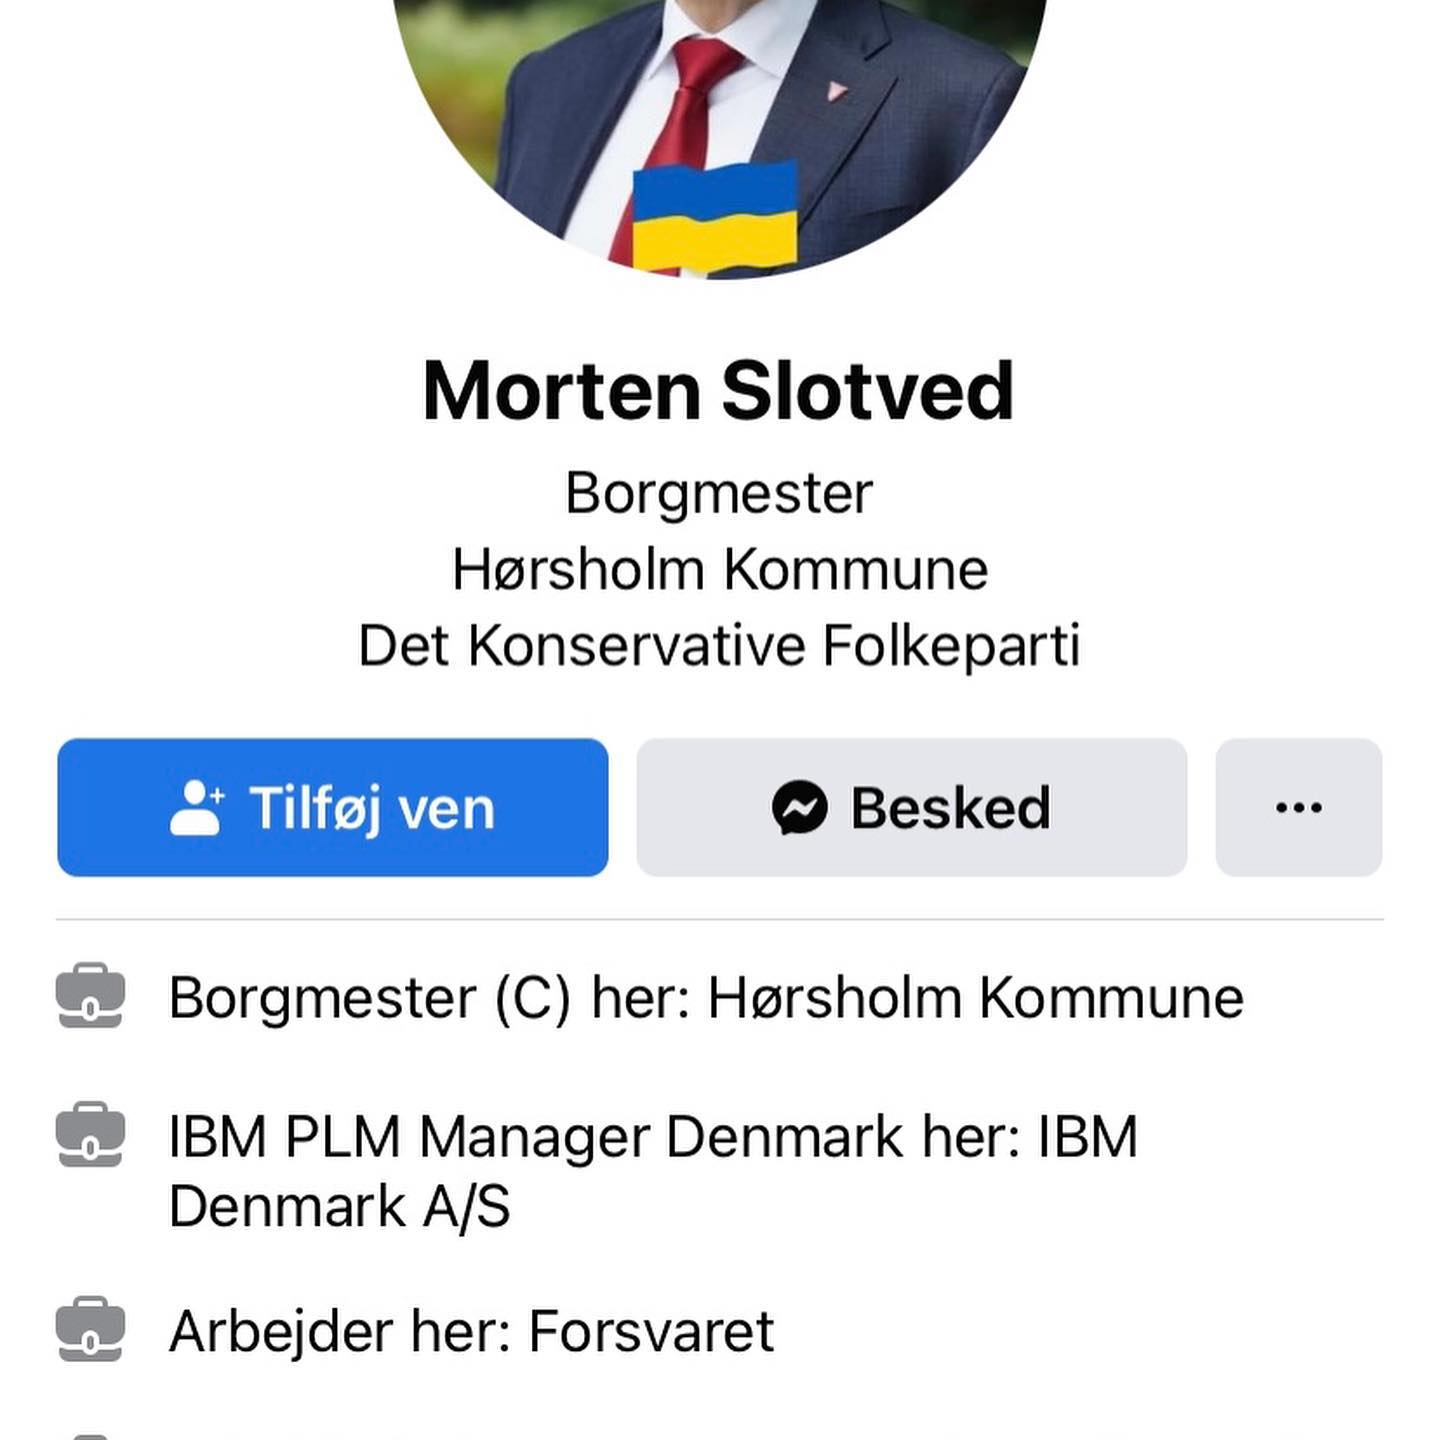 Morten Slotved
Borgmester
Hørsholm Kommune
Det Konservative Folkeparti
Tilføj ven
Besked
Borgmester (C) her: Hørsholm Kommune
IBM PLM Manager Denmark her: IBM
Denmark A/S
Arbejder her: Forsvaret